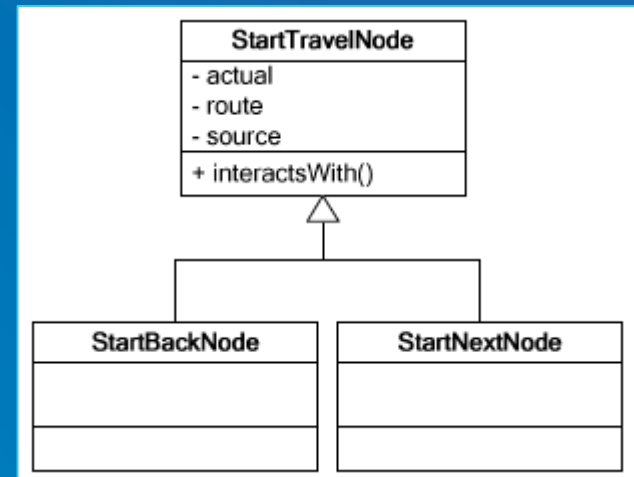 StartTravelNode
- actual
- route
- source
+ interactsWith()
StartBackNode
StartNextNode